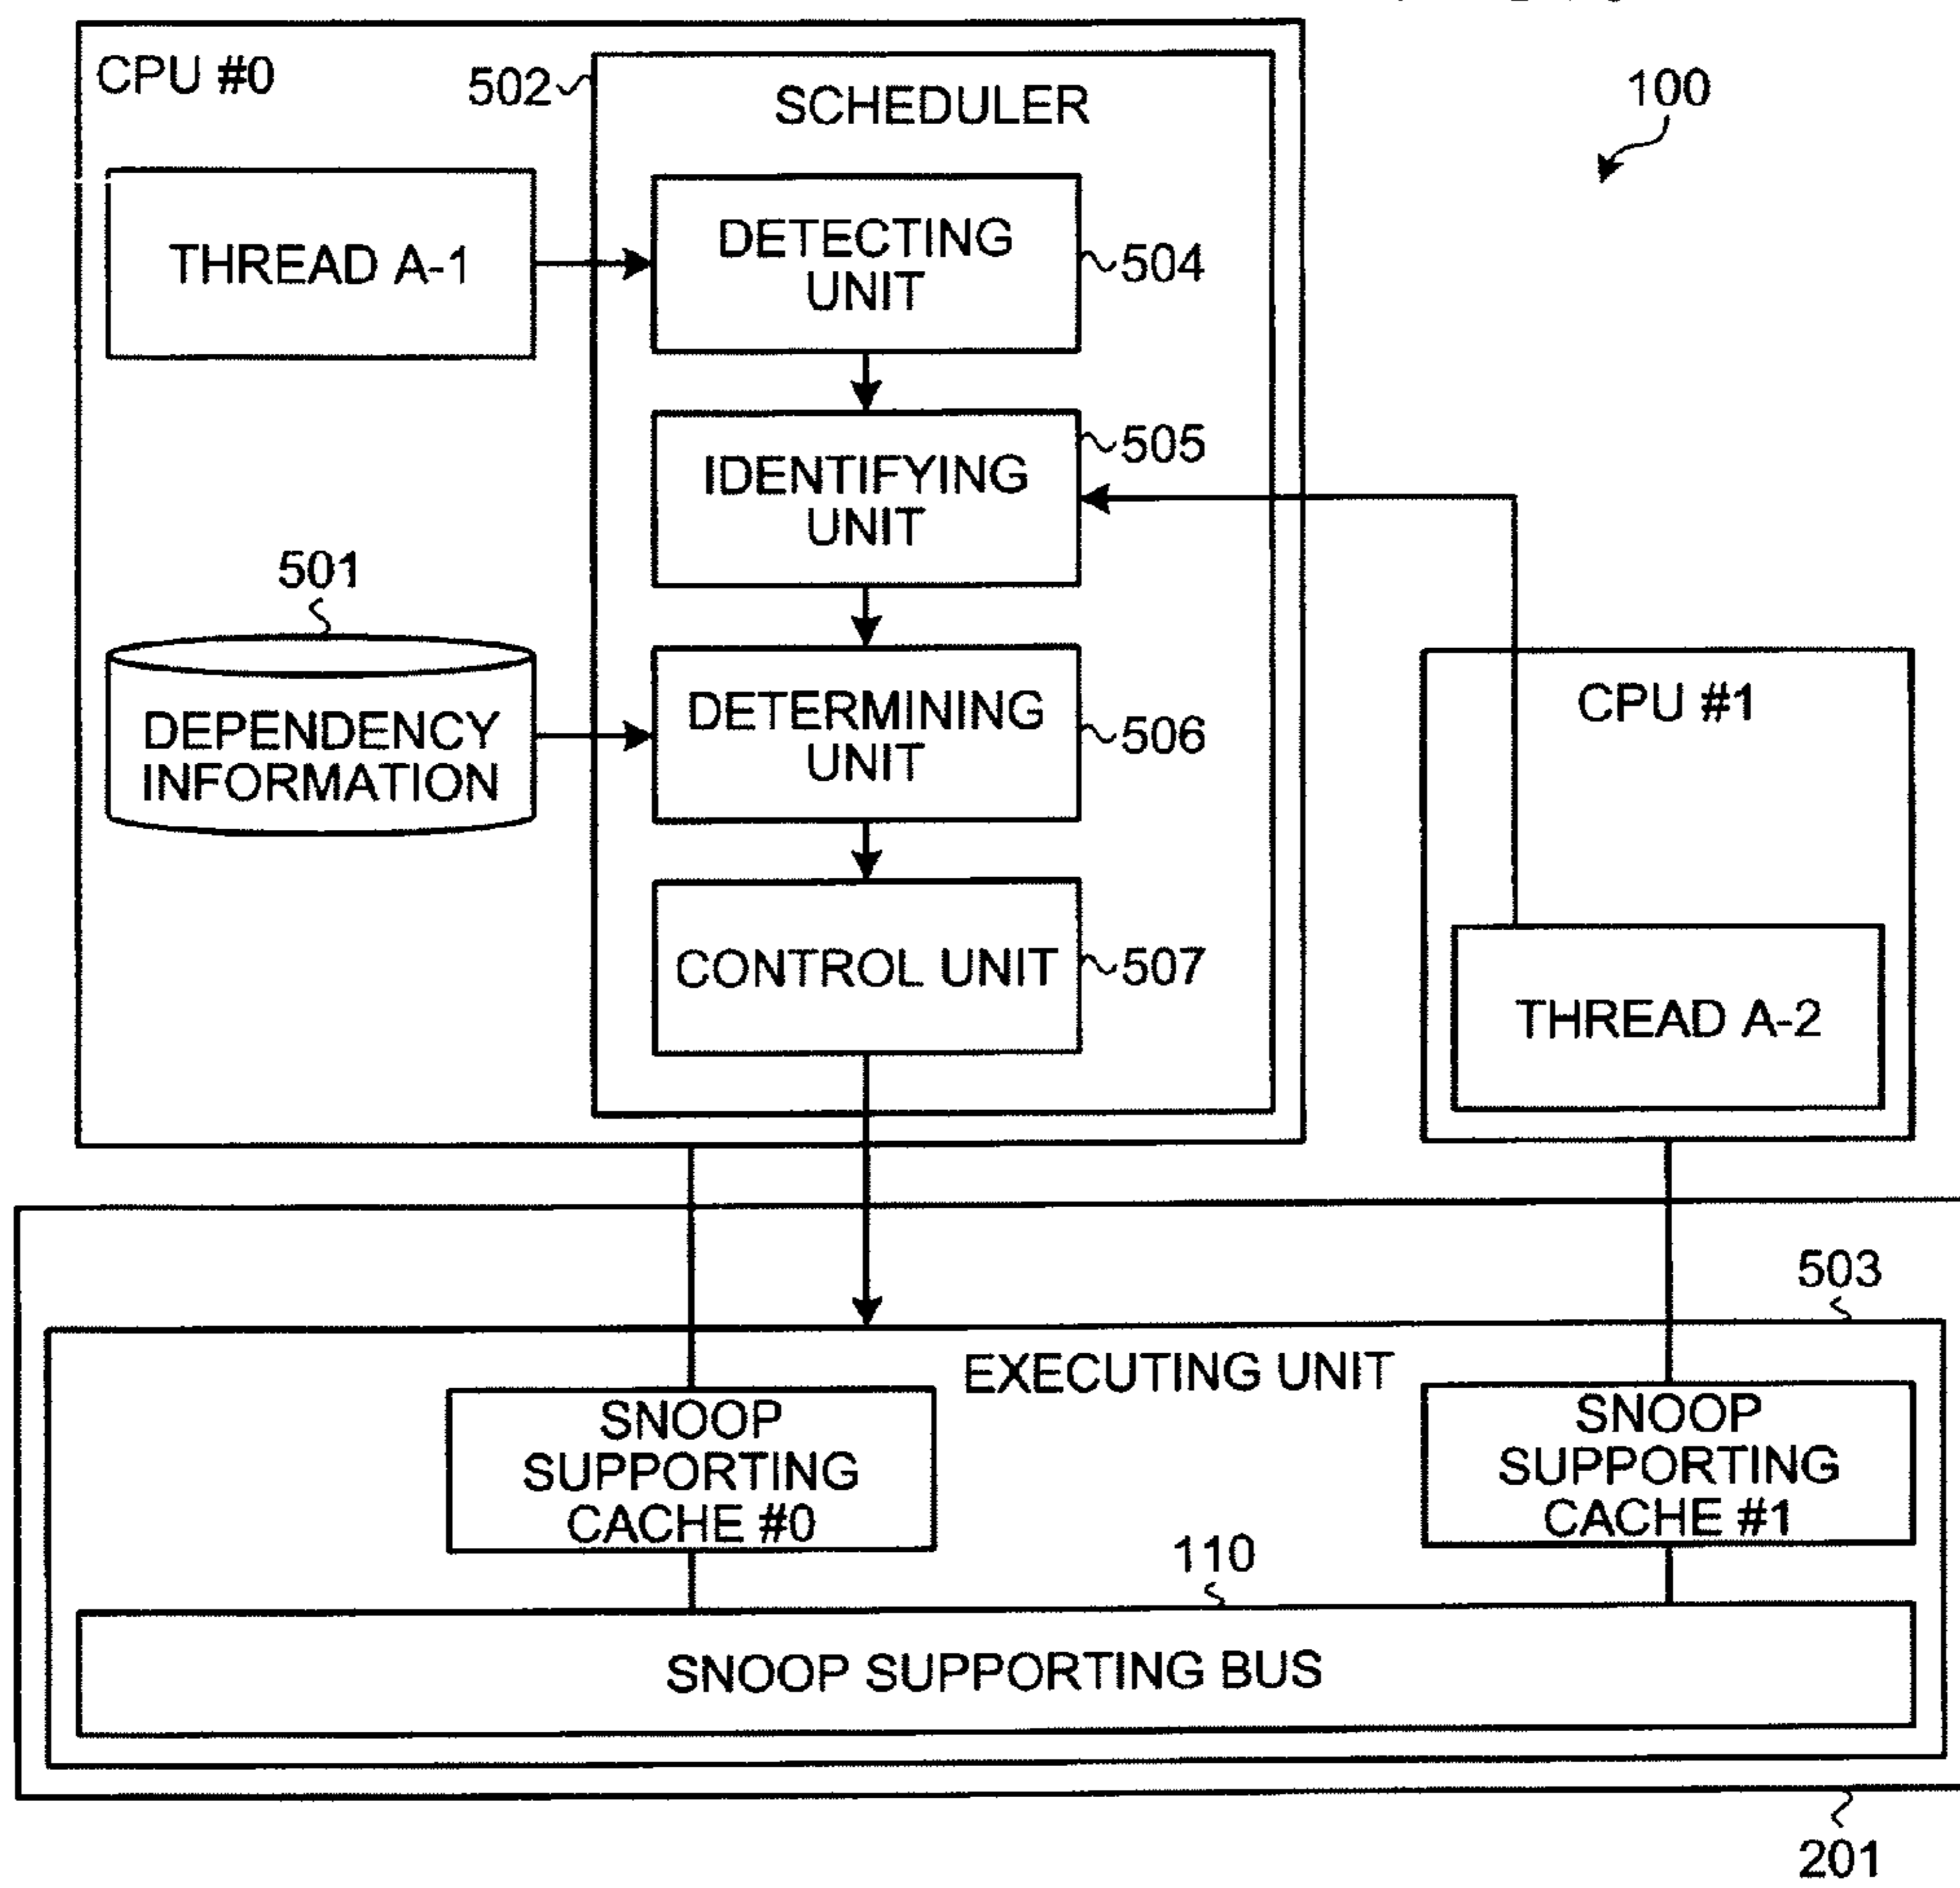 CPU #0
502
SCHEDULER
100
THREAD A-1
DETECTING
UNIT
504
IDENTIFYING
UNIT
505
501
DEPENDENCY
INFORMATION
DETERMINING
UNIT
506
CPU #1
CONTROL UNIT
507
THREAD A-2
503
EXECUTING UNIT
SNOOP
SUPPORTING
CACHE #0
SNOOP
SUPPORTING
CACHE #1
110
SNOOP SUPPORTING BUS
201